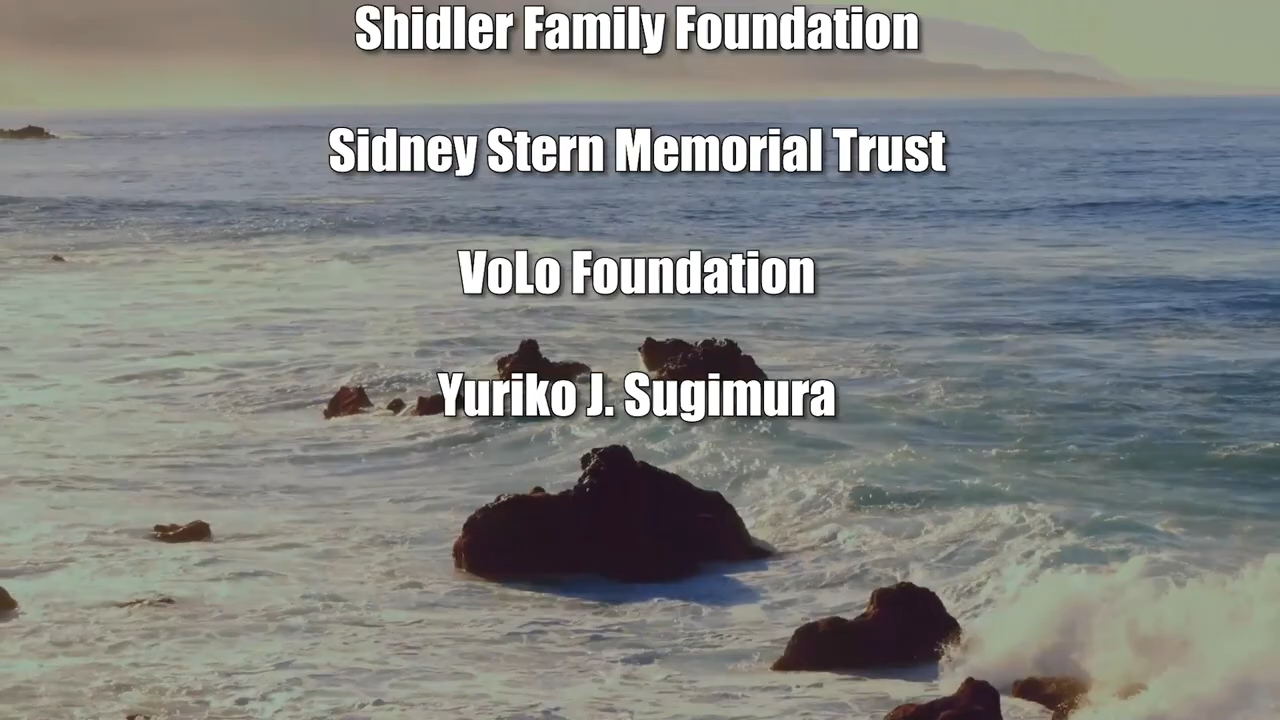 Shidler Family Foundation
Sidney Stern Memorial Trust
VoLo Foundation
Yuriko J. Sugimura